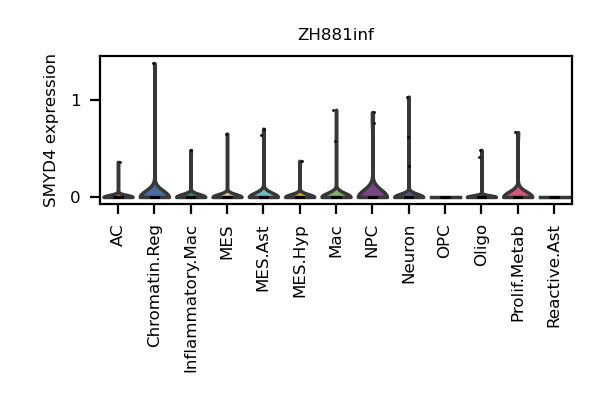 ZH881inf
SMYD4 expression
1
0
AC
Chromatin.Reg
Inflammatory.Mac
MES
MES.Ast
MES.Hyp
Mac
NPC
Neuron
OPC
Oligo
Prolif.Metab
Reactive.Ast